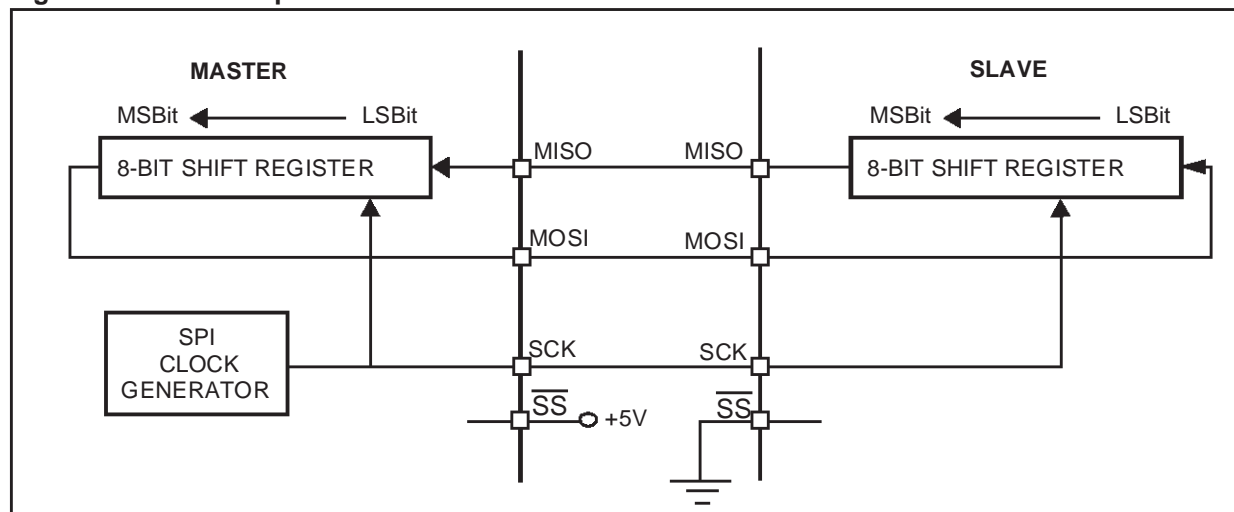 MASTER
SLAVE
MSBit LSBit
MSBit LSBit
8-BIT SHIFT REGISTER
MISO MISO
8-BIT SHIFT REGISTER
MOSI MOSI
SPI
CLOCK
GENERATOR
SCK SCK
SS +5V
SS